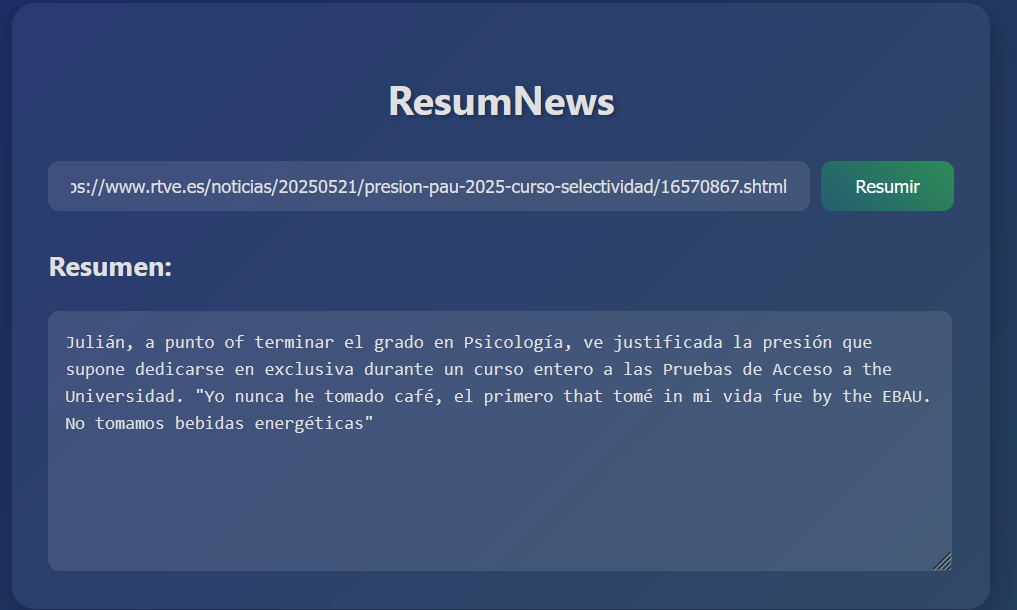 ResumNews
ps://www.rtve.es/noticias/20250521/presion-pau-2025-curso-selectividad/16570867.shtml
Resumir
Resumen:
Julián, a punto of terminar el grado en Psicología, ve justificada la presión que
supone dedicarse en exclusiva durante un curso entero a las Pruebas de Acceso a the
Universidad. "Yo nunca he tomado café, el primero that tomé in mi vida fue by the EBAU.
No tomamos bebidas energéticas"